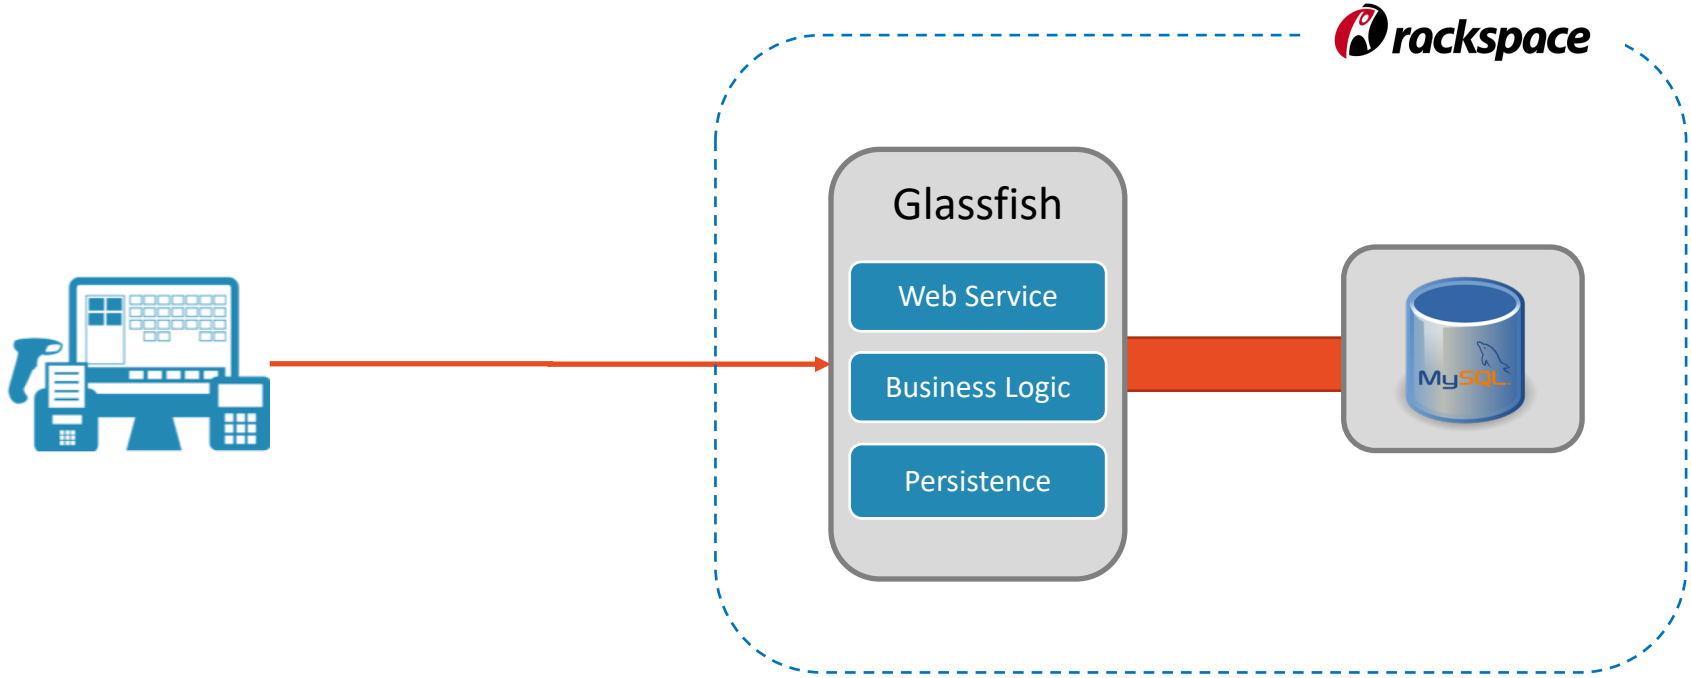 rackspace
Glassfish
Web Service
Business Logic
Persistence
MySQL